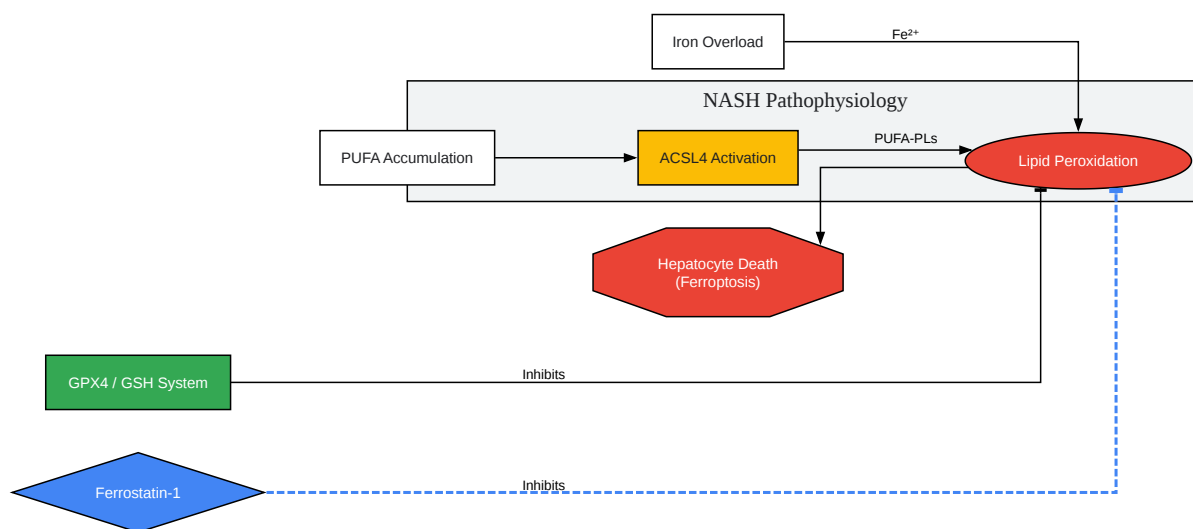 Iron Overload
Fe²⁺
NASH Pathophysiology
PUFA Accumulation
ACSL4 Activation
PUFA-PLs
Lipid Peroxidation
Hepatocyte Death
(Ferroptosis)
GPX4 / GSH System
Inhibits
Ferrostatin-1
Inhibits